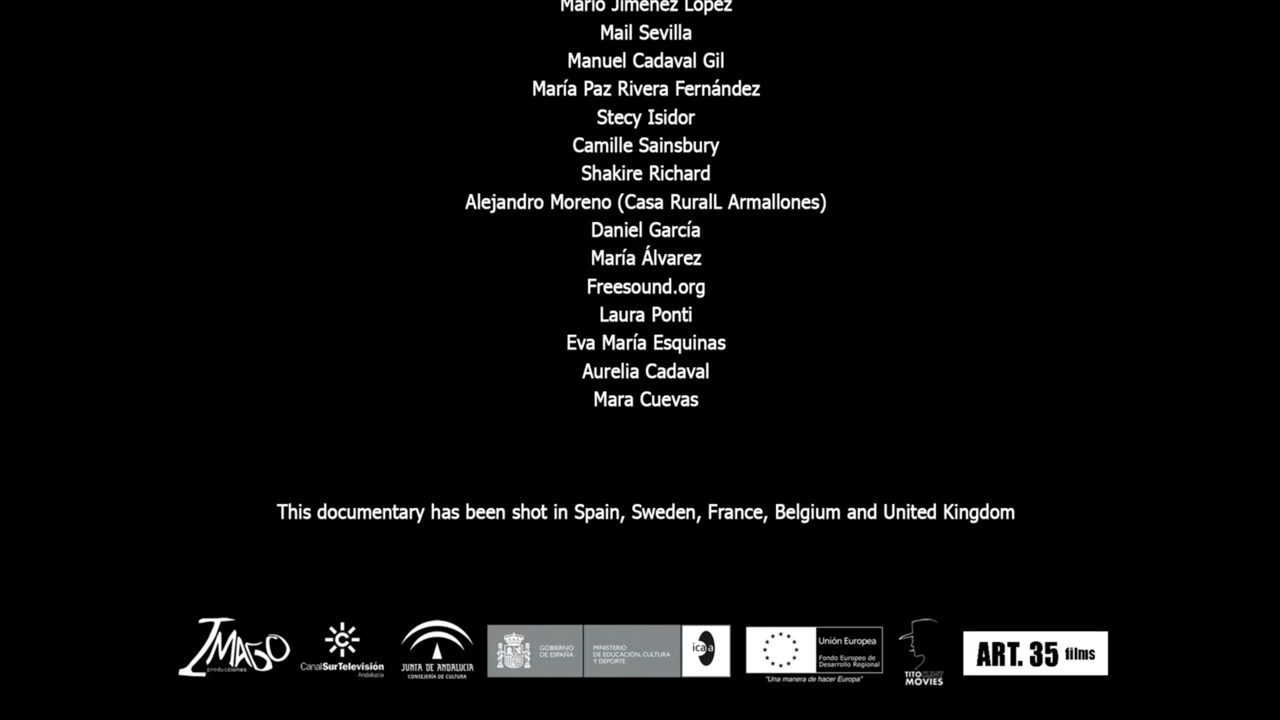 Mario Jiménez López
Mail Sevilla
Manuel Cadaval Gil
María Paz Rivera Fernández
Stecy Isidor
Camille Sainsbury
Shakire Richard
Alejandro Moreno (Casa RuralL Armallones)
Daniel García
María Álvarez
Freesound.org
Laura Ponti
Eva María Esquinas
Aurelia Cadaval
Mara Cuevas
This documentary has been shot in Spain, Sweden, France, Belgium and United Kingdom
IMAGO
producciones
CanalSurTelevisión
Andalucía
JUNTA DE ANDALUCIA
CONSEJERÍA DE CULTURA
GOBIERNO
DE ESPAÑA
MINISTERIO
DE EDUCACIÓN, CULTURA
Y DEPORTE
icaa
Unión Europea
Fondo Europeo de
Desarrollo Regional
"Una manera de hacer Europa"
TITOCLINT
MOVIES
ART. 35 films